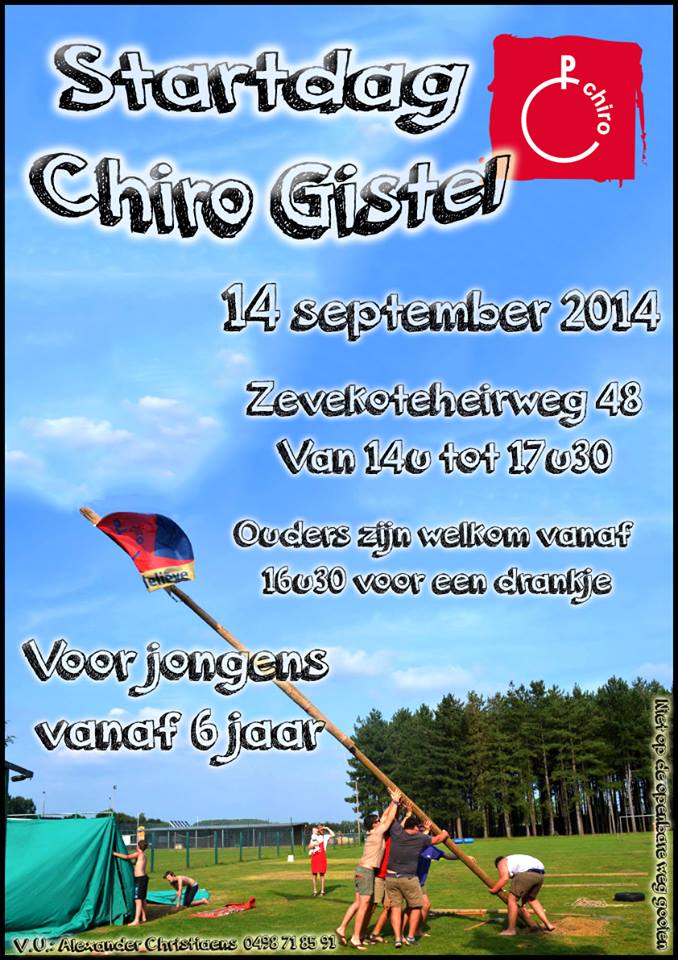 Startdag
Chiro Gistel
chiro
14 september 2014
Zevekoteheirweg 48
Van 14u tot 17u30
Ouders zijn welkom vanaf
16u30 voor een drankje
elieve
Voor jongens
vanaf 6 jaar
Niet op de openbare weg gooien
V.U.: Alexander Christiaens 0498 71 85 91